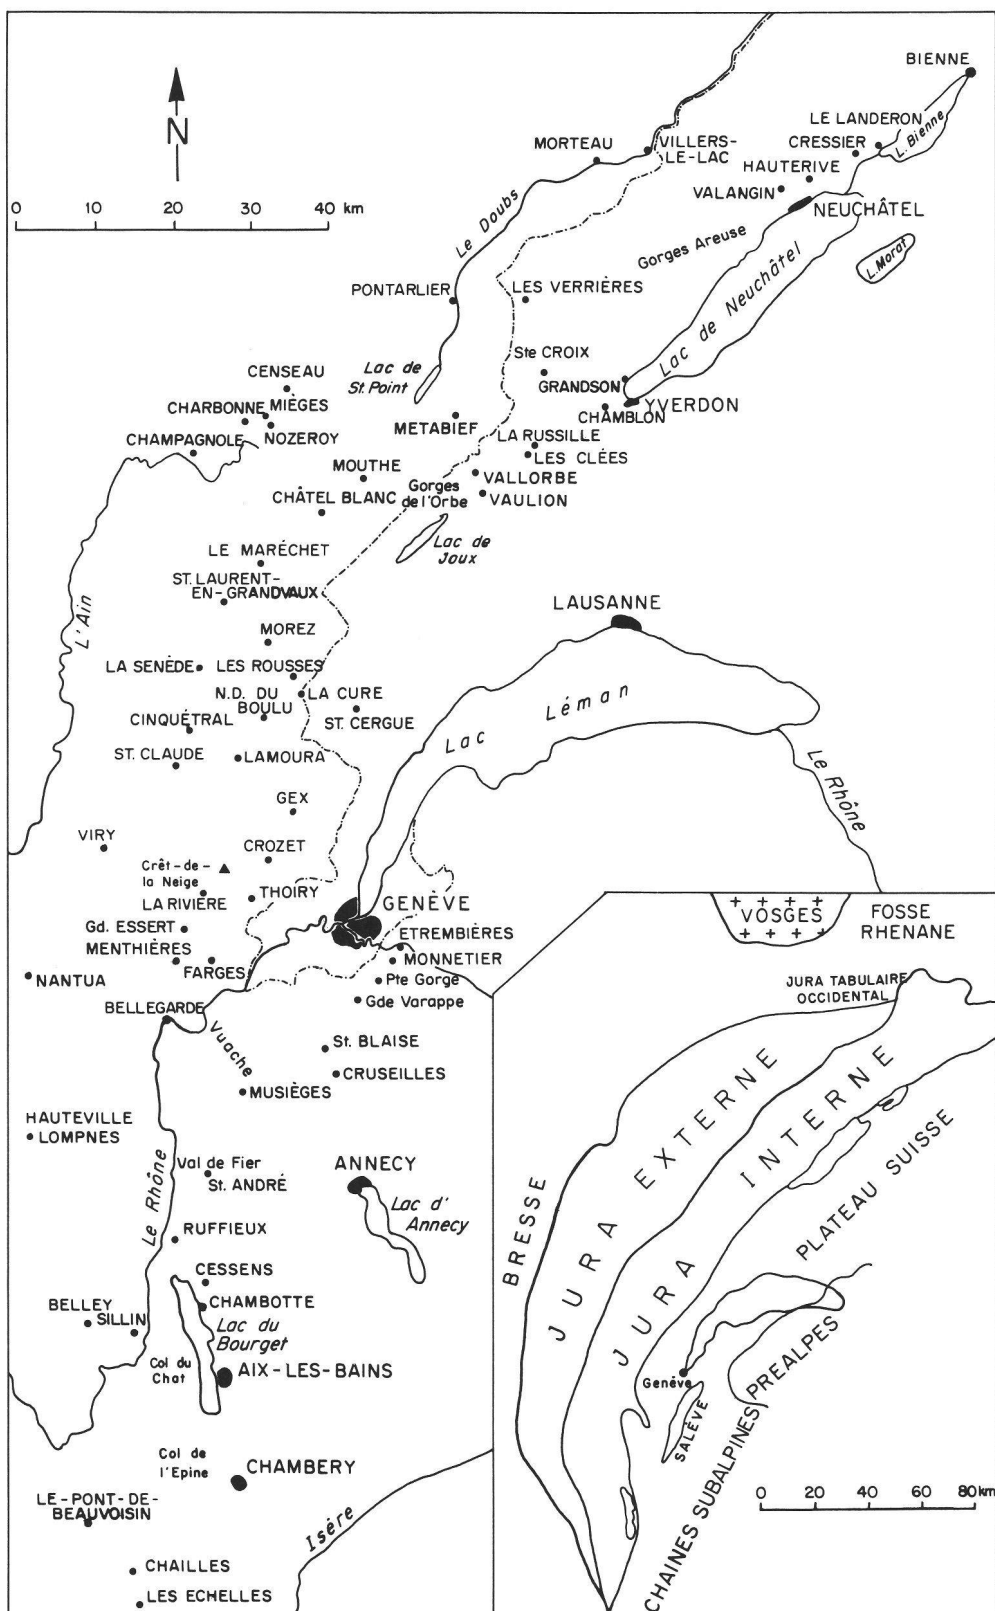 BIENNE
LE LANDERON
L. Bienne
CRESSIER
HAUTERIVE
VALANGIN
NEUCHÂTEL
N
MORTEAU
VILLERS-
LE-LAC
0 10 20 30 40 km
Le Doubs
Gorges Areuse
Lac de Neuchâtel
L. Morat
PONTARLIER
LES VERRIÈRES
Ste CROIX
Lac de
St. Point
GRANDSON
YVERDON
CHAMBLON
CENSEAU
CHARBONNE
MIÈGES
NOZEROY
CHAMPAGNOLE
METABIEF
LA RUSSILLE
LES CLÉES
MOUTHE
VALLORBE
Gorges
de l'Orbe
VAULION
CHÂTEL BLANC
Lac de
Joux
LE MARÉCHET
ST. LAURENT-
EN-GRANDVAUX
L'Ain
MOREZ
LAUSANNE
LA SENÈDE
LES ROUSSES
N.D. DU
BOULU
LA CURE
ST. CERGUE
Lac Léman
CINQUÉTRAL
ST. CLAUDE
LAMOURA
Le Rhône
GEX
VIRY
CROZET
Crêt-de-
la Neige
LA RIVIÈRE
THOIRY
GENÈVE
Gd. ESSERT
ETREMBIÈRES
MENTHIÈRES
MONNETIER
NANTUA
FARGES
Pte Gorge
Gde Varappe
BELLEGARDE
Vuache
St. BLAISE
CRUSEILLES
MUSIÈGES
HAUTEVILLE
LOMPNES
Le Rhône
Val de Fier
St. ANDRÉ
ANNECY
Lac d'
Annecy
RUFFIEUX
CESSENS
CHAMBOTTE
BELLEY
SILLIN
Lac du
Bourget
Col du
Chat
AIX-LES-BAINS
Col de
l'Epine
CHAMBERY
LE-PONT-DE-
BEAUVOISIN
Isère
CHAILLES
LES ECHELLES
VOSGES
FOSSE
RHENANE
JURA TABULAIRE
OCCIDENTAL
JURA EXTERNE
JURA INTERNE
BRESSE
PLATEAU SUISSE
Genève
SALÈVE
PREALPES
CHAINES SUBALPINES
0 20 40 60 80 km